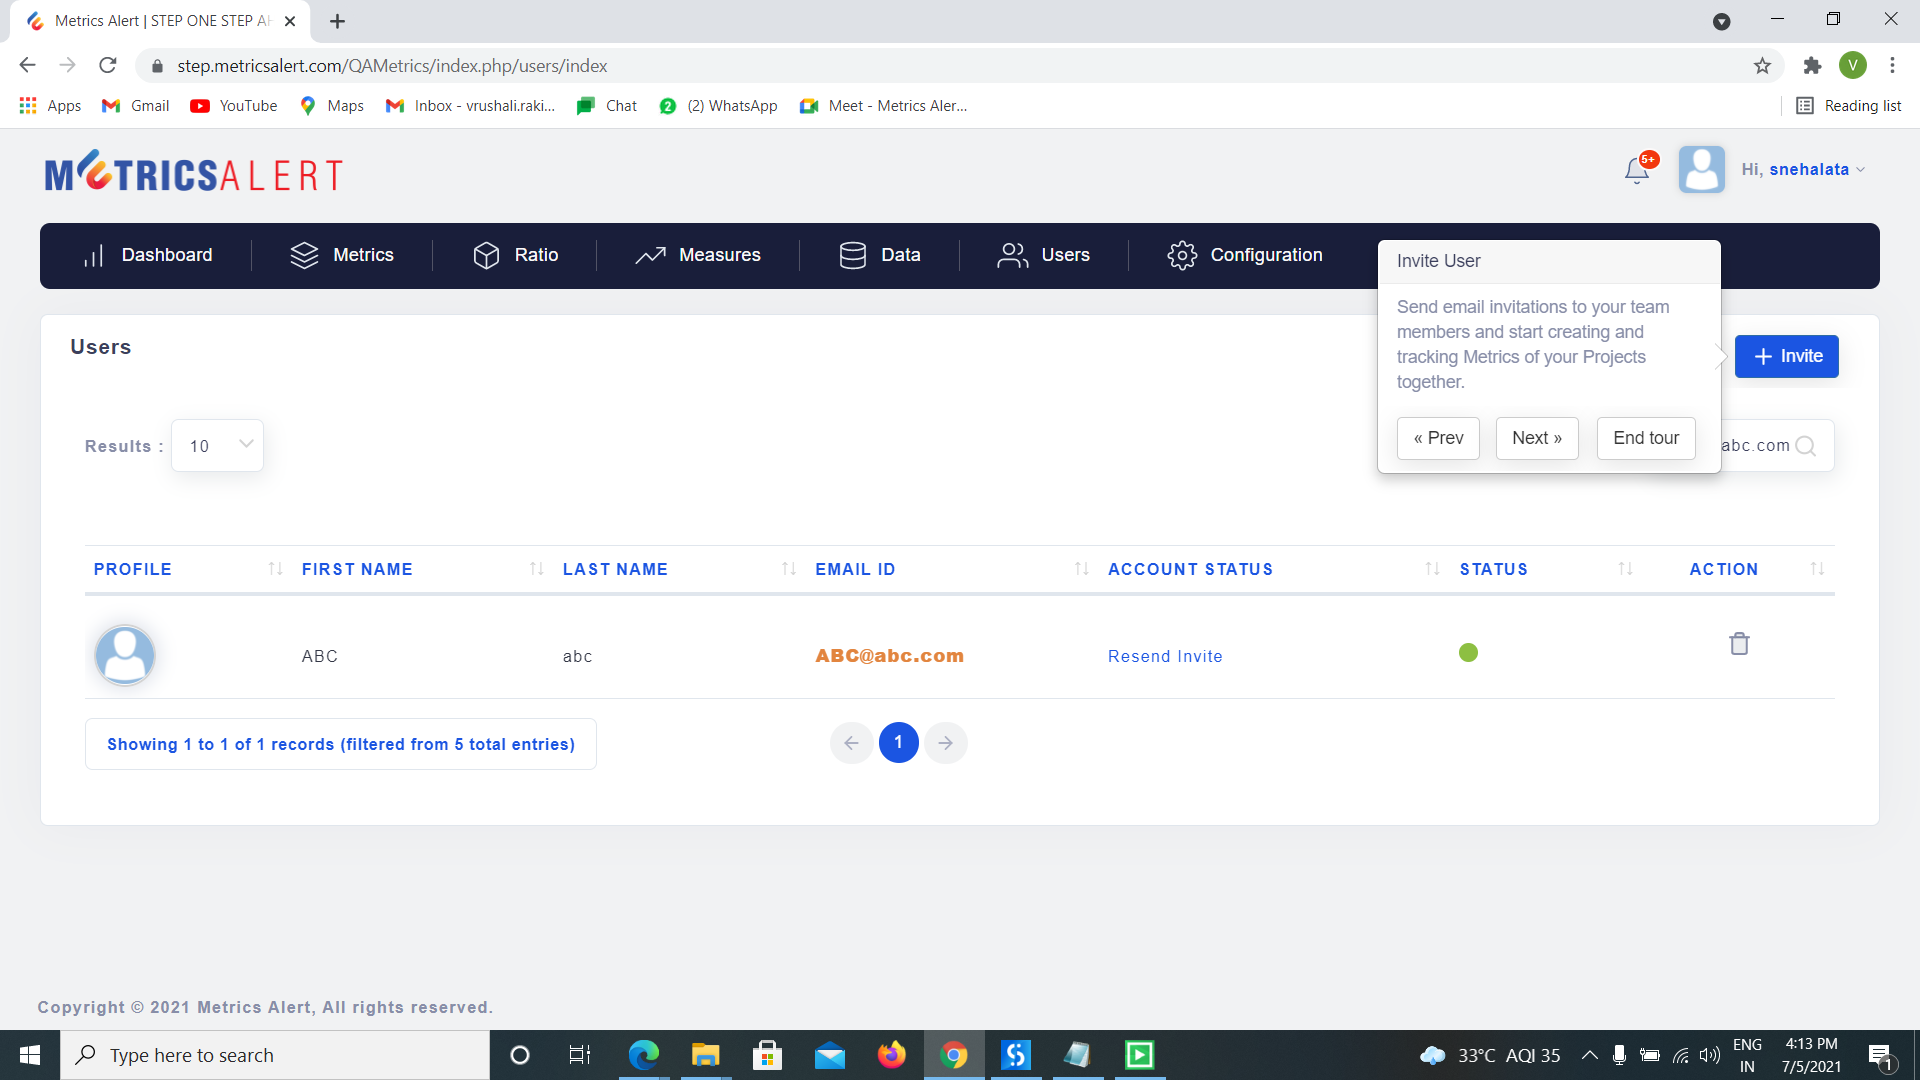 Metrics Alert | STEP ONE STEP AH
step.metricsalert.com/QAMetrics/index.php/users/index
V
Apps
Gmail
YouTube
Maps
Inbox - vrushali.raki...
Chat
2
(2) WhatsApp
Meet - Metrics Aler...
Reading list
METRICSALERT
5+
Hi, snehalata
Dashboard
Metrics
Ratio
Measures
Data
Users
Configuration
Invite User
Send email invitations to your team
members and start creating and
tracking Metrics of your Projects
together.
« Prev
Next »
End tour
Users
Invite
Results :
10
abc.com
PROFILE
FIRST NAME
LAST NAME
EMAIL ID
ACCOUNT STATUS
STATUS
ACTION
ABC
abc
ABC@abc.com
Resend Invite
Showing 1 to 1 of 1 records (filtered from 5 total entries)
1
Copyright © 2021 Metrics Alert, All rights reserved.
Type here to search
33°C AQI 35
ENG
IN
4:13 PM
7/5/2021
1